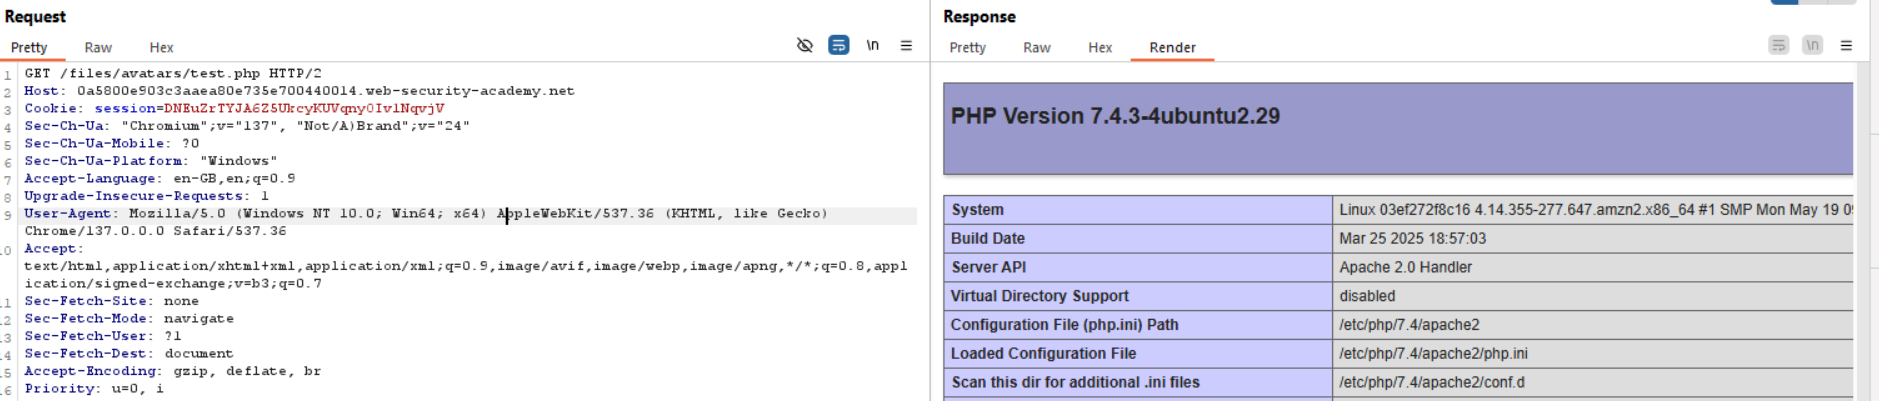 Request
Pretty Raw Hex
\n
1 GET /files/avatars/test.php HTTP/2
2 Host: 0a5800e903c3aaea80e735e700440014.web-security-academy.net
3 Cookie: session=DNEuZrTYJA6Z5UkcyKUVqny0Iv1NqvjV
4 Sec-Ch-Ua: "Chromium";v="137", "Not/A)Brand";v="24"
5 Sec-Ch-Ua-Mobile: ?0
6 Sec-Ch-Ua-Platform: "Windows"
7 Accept-Language: en-GB,en;q=0.9
8 Upgrade-Insecure-Requests: 1
9 User-Agent: Mozilla/5.0 (Windows NT 10.0; Win64; x64) AppleWebKit/537.36 (KHTML, like Gecko)
Chrome/137.0.0.0 Safari/537.36
10 Accept:
text/html,application/xhtml+xml,application/xml;q=0.9,image/avif,image/webp,image/apng,*/*;q=0.8,appl
ication/signed-exchange;v=b3;q=0.7
11 Sec-Fetch-Site: none
12 Sec-Fetch-Mode: navigate
13 Sec-Fetch-User: ?1
14 Sec-Fetch-Dest: document
15 Accept-Encoding: gzip, deflate, br
16 Priority: u=0, i
Response
Pretty Raw Hex Render
\n
PHP Version 7.4.3-4ubuntu2.29
System Linux 03ef272f8c16 4.14.355-277.647.amzn2.x86_64 #1 SMP Mon May 19 09
Build Date Mar 25 2025 18:57:03
Server API Apache 2.0 Handler
Virtual Directory Support disabled
Configuration File (php.ini) Path /etc/php/7.4/apache2
Loaded Configuration File /etc/php/7.4/apache2/php.ini
Scan this dir for additional .ini files /etc/php/7.4/apache2/conf.d